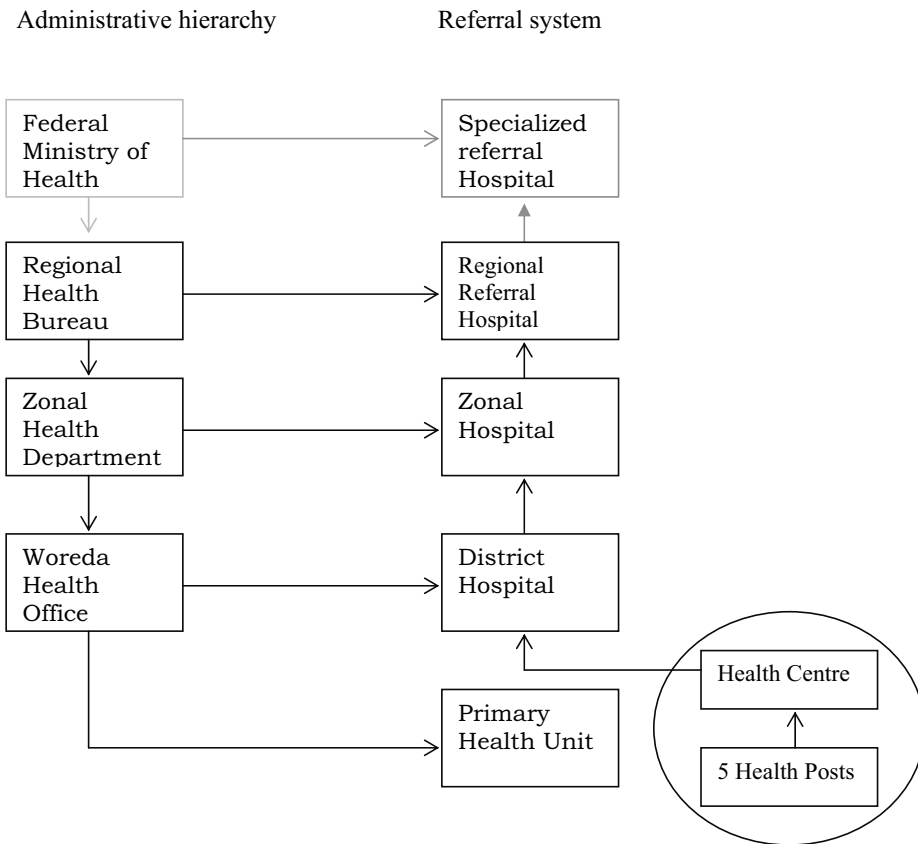 Administrative hierarchy
Referral system
Federal
Ministry of
Health
Specialized
referral
Hospital
Regional
Health
Bureau
Regional
Referral
Hospital
Zonal
Health
Department
Zonal
Hospital
Woreda
Health
Office
District
Hospital
Health Centre
Primary
Health Unit
5 Health Posts